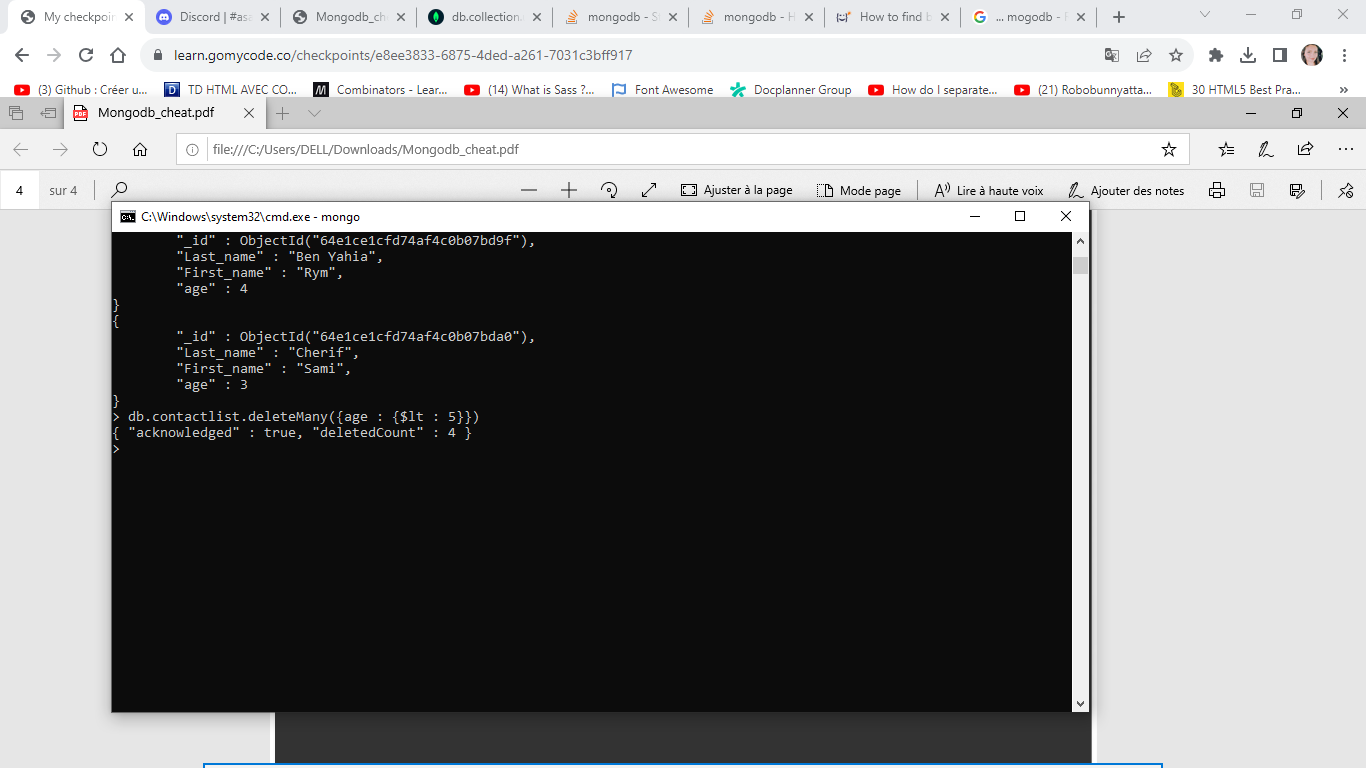 My checkpoin
Discord | #asa
Mongodb_ch
db.collection.
mongodb - St
mongodb - H
How to find b
... mogodb - F
learn.gomycode.co/checkpoints/e8ee3833-6875-4ded-a261-7031c3bff917
(3) Github : Créer u...
TD HTML AVEC CO...
Combinators - Lear...
(14) What is Sass ?...
Font Awesome
Docplanner Group
How do I separate...
(21) Robobunnyatta...
30 HTML5 Best Pra...
»
Mongodb_cheat.pdf
file:///C:/Users/DELL/Downloads/Mongodb_cheat.pdf
4 sur 4
Ajuster à la page
Mode page
Lire à haute voix
Ajouter des notes
C:\Windows\system32\cmd.exe - mongo
"_id" : ObjectId("64e1ce1cfd74af4c0b07bd9f"),
"Last_name" : "Ben Yahia",
"First_name" : "Rym",
"age" : 4
}
{
"_id" : ObjectId("64e1ce1cfd74af4c0b07bda0"),
"Last_name" : "Cherif",
"First_name" : "Sami",
"age" : 3
}
> db.contactlist.deleteMany({age : {$lt : 5}})
{ "acknowledged" : true, "deletedCount" : 4 }
>